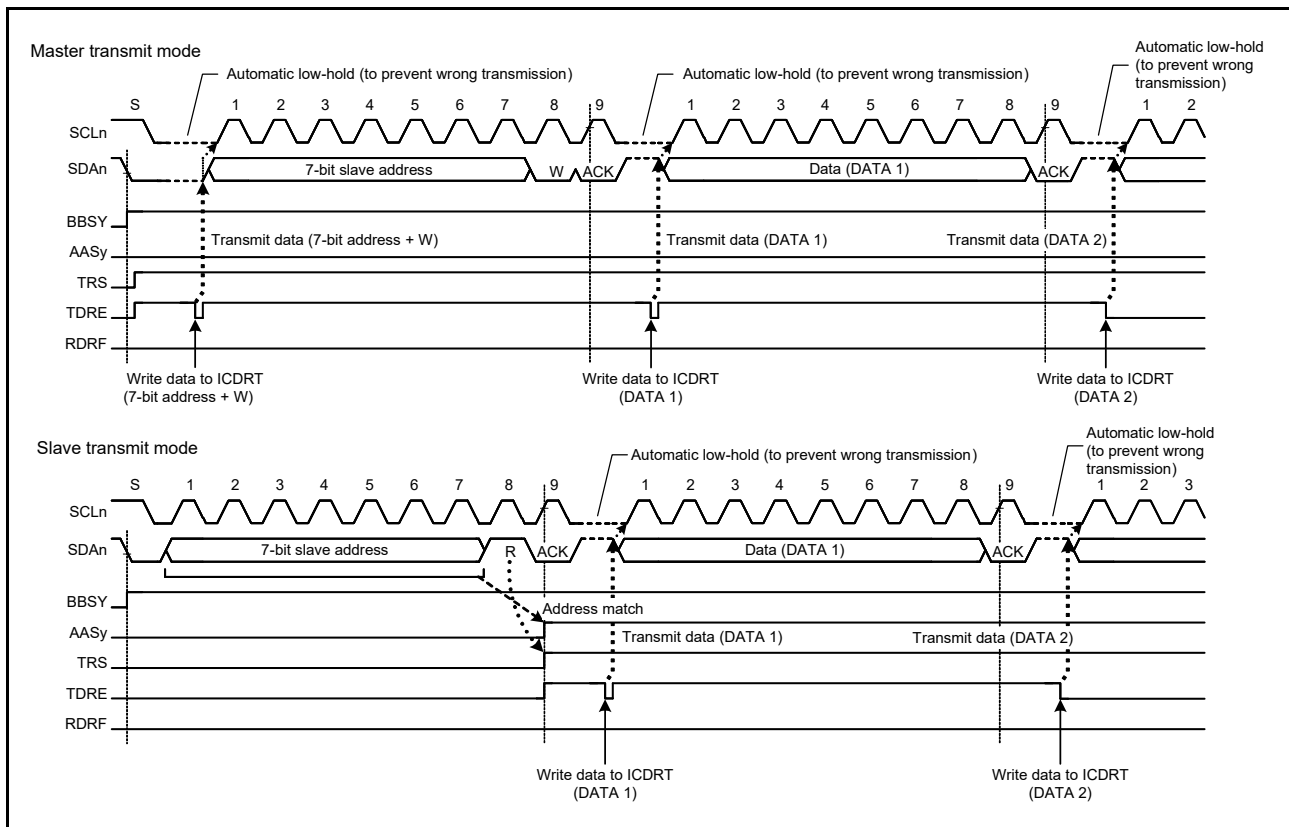 Master transmit mode
Automatic low-hold (to prevent wrong transmission)
Automatic low-hold (to prevent wrong transmission)
Automatic low-hold
(to prevent wrong
transmission)
S 1 2 3 4 5 6 7 8 9 1 2 3 4 5 6 7 8 9 1 2
SCLn
SDAn 7-bit slave address W ACK Data (DATA 1) ACK
BBSY
Transmit data (7-bit address + W) Transmit data (DATA 1) Transmit data (DATA 2)
AASy
TRS
TDRE
RDRF
Write data to ICDRT
(7-bit address + W)
Write data to ICDRT
(DATA 1)
Write data to ICDRT
(DATA 2)
Slave transmit mode
Automatic low-hold (to prevent wrong transmission)
Automatic low-hold
(to prevent wrong
transmission)
S 1 2 3 4 5 6 7 8 9 1 2 3 4 5 6 7 8 9 1 2 3
SCLn
SDAn 7-bit slave address R ACK Data (DATA 1) ACK
BBSY
Address match
AASy
Transmit data (DATA 1) Transmit data (DATA 2)
TRS
TDRE
RDRF
Write data to ICDRT
(DATA 1)
Write data to ICDRT
(DATA 2)